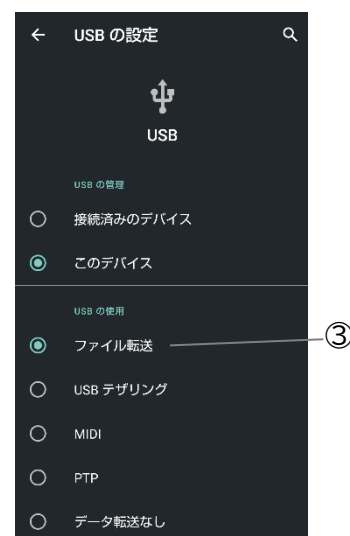 USB の設定
USB
USB の管理
接続済みのデバイス
このデバイス
USB の使用
ファイル転送
③
USB テザリング
MIDI
PTP
データ転送なし